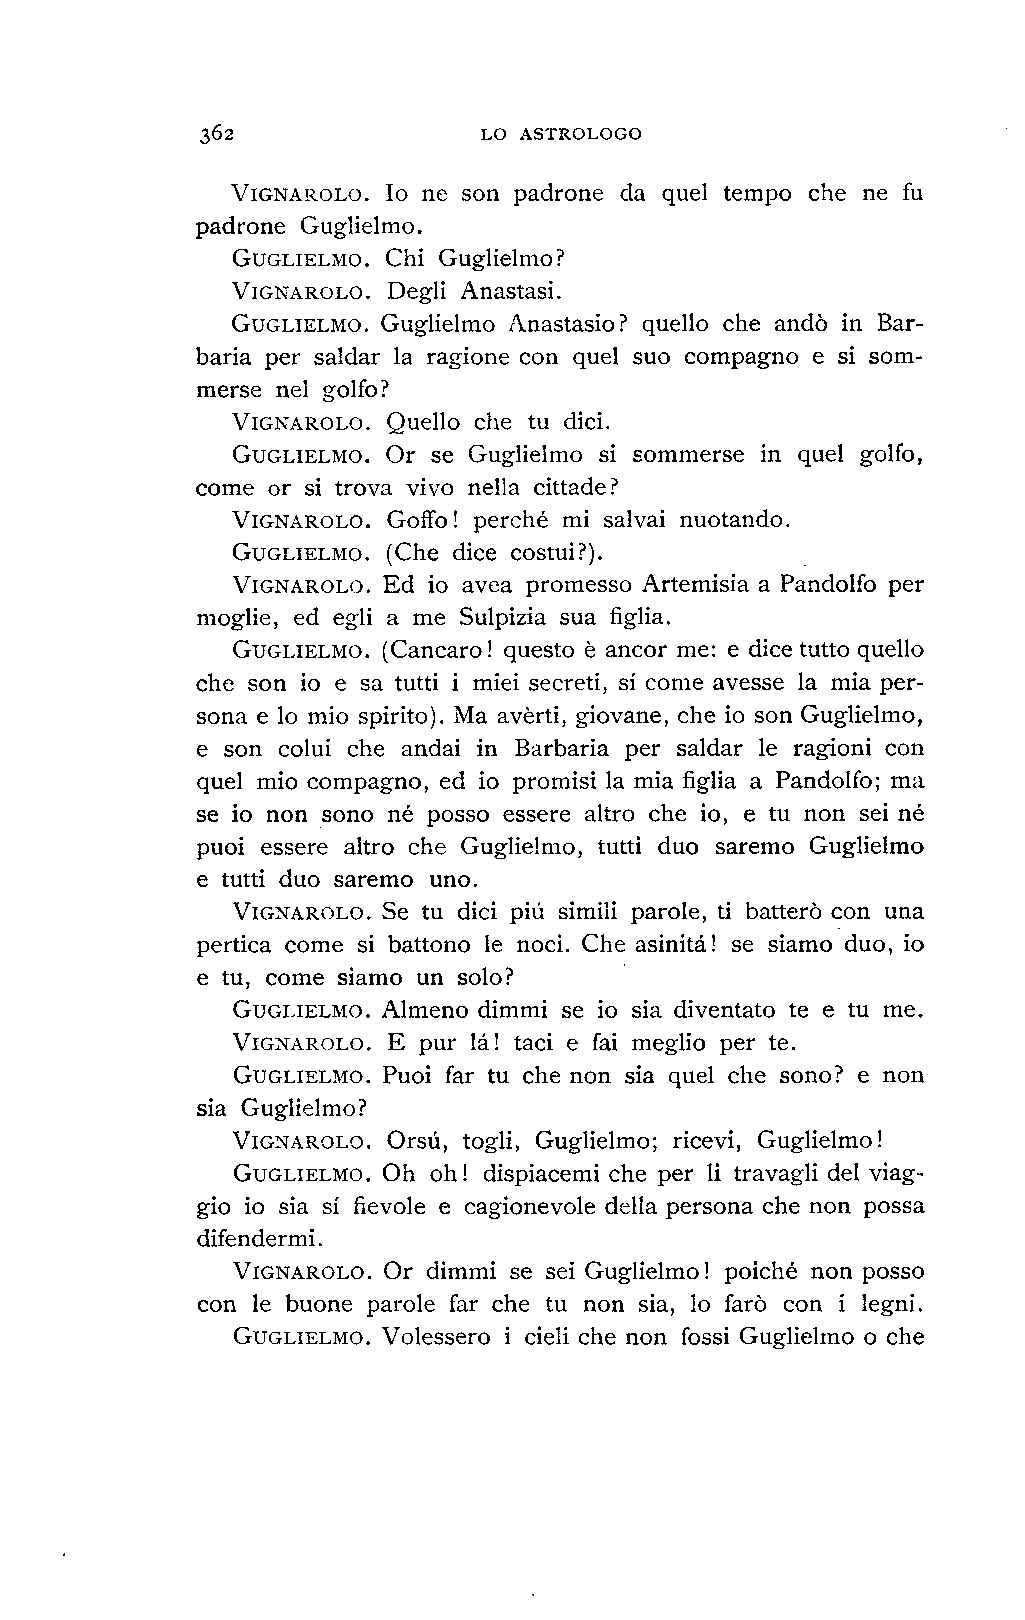 362 LO ASTROLOGO
VIGNAROLO. Io ne son padrone da quel tempo che ne fu
padrone Guglielmo.
GUGLIELMO. Chi Guglielmo?
VIGNAROLO. Degli Anastasi.
GUGLIELMO. Guglielmo Anastasio? quello che andò in Bar-
baria per saldar la ragione con quel suo compagno e si som-
merse nel golfo?
VIGNAROLO. Quello che tu dici.
GUGLIELMO. Or se Guglielmo si sommerse in quel golfo,
come or si trova vivo nella cittade?
VIGNAROLO. Goffo! perché mi salvai nuotando.
GUGLIELMO. (Che dice costui?).
VIGNAROLO. Ed io avea promesso Artemisia a Pandolfo per
moglie, ed egli a me Sulpizia sua figlia.
GUGLIELMO. (Cancaro! questo è ancor me: e dice tutto quello
che son io e sa tutti i miei secreti, sí come avesse la mia per-
sona e lo mio spirito). Ma avèrti, giovane, che io son Guglielmo,
e son colui che andai in Barbaria per saldar le ragioni con
quel mio compagno, ed io promisi la mia figlia a Pandolfo; ma
se io non sono né posso essere altro che io, e tu non sei né
puoi essere altro che Guglielmo, tutti duo saremo Guglielmo
e tutti duo saremo uno.
VIGNAROLO. Se tu dici piú simili parole, ti batterò con una
pertica come si battono le noci. Che asinitá! se siamo duo, io
e tu, come siamo un solo?
GUGLIELMO. Almeno dimmi se io sia diventato te e tu me.
VIGNAROLO. E pur lá! taci e fai meglio per te.
GUGLIELMO. Puoi far tu che non sia quel che sono? e non
sia Guglielmo?
VIGNAROLO. Orsú, togli, Guglielmo; ricevi, Guglielmo!
GUGLIELMO. Oh oh! dispiacemi che per li travagli del viag-
gio io sia sí fievole e cagionevole della persona che non possa
difendermi.
VIGNAROLO. Or dimmi se sei Guglielmo! poiché non posso
con le buone parole far che tu non sia, lo farò con i legni.
GUGLIELMO. Volessero i cieli che non fossi Guglielmo o che